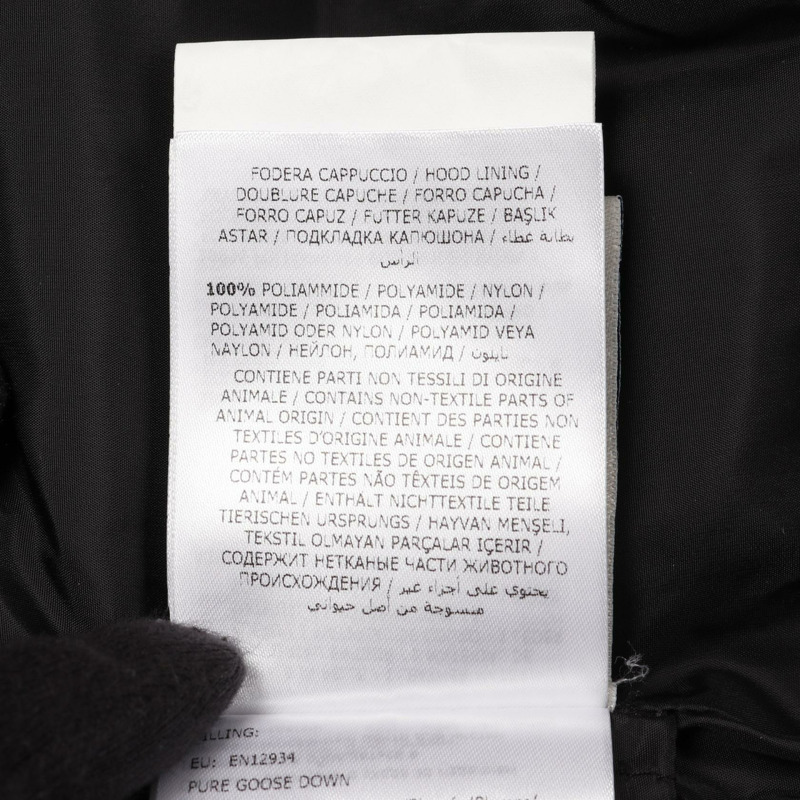 FODERA CAPPUCCIO / HOOD LINING /
DOUBLURE CAPUCHE / FORRO CAPUCHA /
FORRO CAPUZ / FUTTER KAPUZE / BAŞLIK
ASTAR / ПОДКЛАДКА КАПЮШОНА / بطانة غطاء
الرأس
100% POLIAMMIDE / POLYAMIDE / NYLON /
POLYAMIDE / POLIAMIDA / POLIAMIDA /
POLYAMID ODER NYLON / POLYAMID VEYA
NAYLON / НЕЙЛОН, ПОЛИАМИД / نايلون
CONTIENE PARTI NON TESSILI DI ORIGINE
ANIMALE / CONTAINS NON-TEXTILE PARTS OF
ANIMAL ORIGIN / CONTIENT DES PARTIES NON
TEXTILES D'ORIGINE ANIMALE / CONTIENE
PARTES NO TEXTILES DE ORIGEN ANIMAL /
CONTÉM PARTES NÃO TÊXTEIS DE ORIGEM
ANIMAL / ENTHÄLT NICHTTEXTILE TEILE
TIERISCHEN URSPRUNGS / HAYVAN MENŞELİ,
TEKSTIL OLMAYAN PARÇALAR IÇERIR /
СОДЕРЖИТ НЕТКАНЫЕ ЧАСТИ ЖИВОТНОГО
ПРОИСХОЖДЕНИЯ / يحتوي على أجزاء غير
منسوجة من أصل حيواني
ILLING:
EU: EN12934
PURE GOOSE DOWN